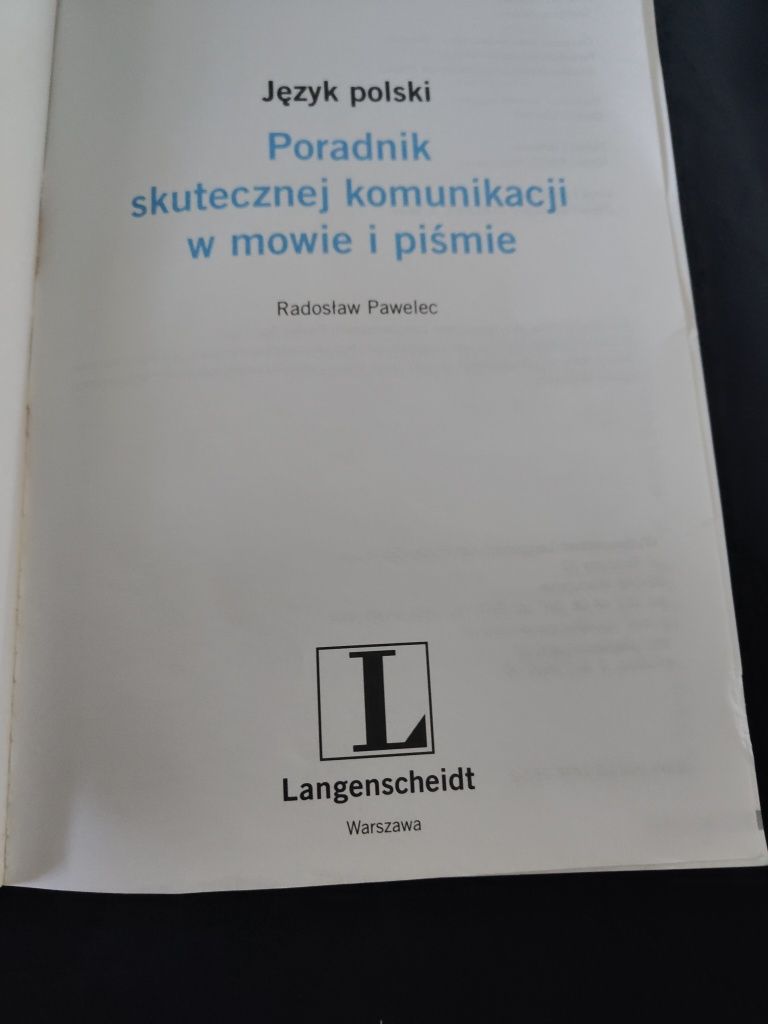 Język polski
Poradnik
skutecznej komunikacji
w mowie i piśmie
Radosław Pawelec
L
Langenscheidt
Warszawa